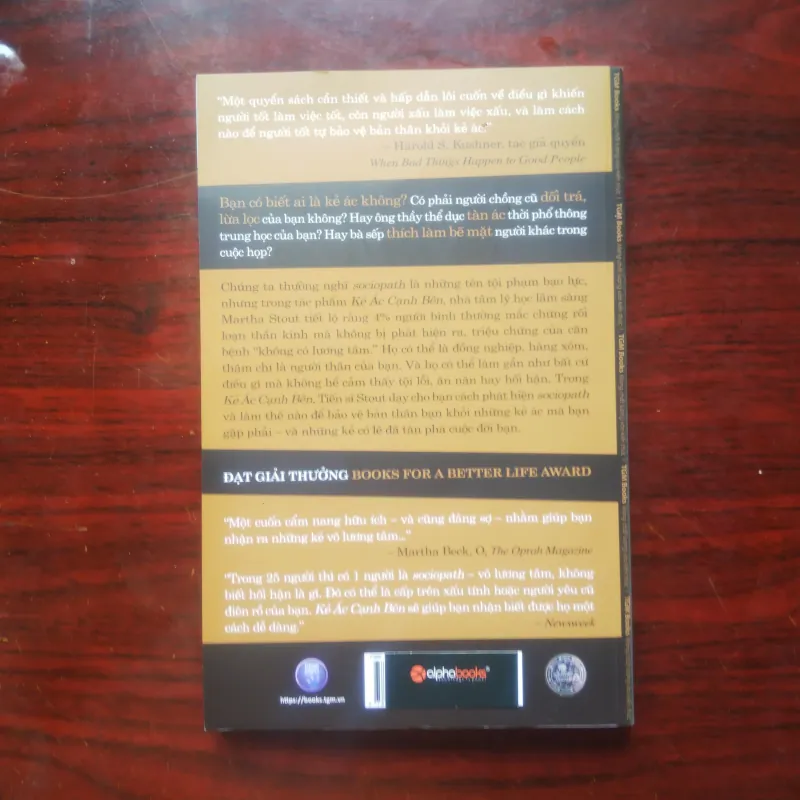 "Một quyển sách cần thiết và hấp dẫn lôi cuốn về điều gì khiến
người tốt làm việc tốt, còn người xấu làm việc xấu, và làm cách
nào để người tốt tự bảo vệ bản thân khỏi kẻ ác."
– Harold S. Kushner, tác giả quyển
When Bad Things Happen to Good People
Bạn có biết ai là kẻ ác không? Có phải người chồng cũ dối trá,
lừa lọc của bạn không? Hay ông thầy thể dục tàn ác thời phổ thông
trung học của bạn? Hay bà sếp thích làm bẽ mặt người khác trong
cuộc họp?
Chúng ta thường nghĩ sociopath là những tên tội phạm bạo lực,
nhưng trong tác phẩm Kẻ Ác Cạnh Bên, nhà tâm lý học lâm sàng
Martha Stout tiết lộ rằng 4% người bình thường mắc chứng rối
loạn thần kinh mà không bị phát hiện ra, triệu chứng của căn
bệnh "không có lương tâm." Họ có thể là đồng nghiệp, hàng xóm,
thậm chí là người thân của bạn. Và họ có thể làm gần như bất cứ
điều gì mà không hề cảm thấy tội lỗi, ăn năn hay hối hận. Trong
Kẻ Ác Cạnh Bên, Tiến sĩ Stout dạy cho bạn cách phát hiện sociopath
và làm thế nào để bảo vệ bản thân bạn khỏi những kẻ ác mà bạn
gặp phải – và những kẻ có lẽ đã tàn phá cuộc đời bạn.
ĐẠT GIẢI THƯỞNG BOOKS FOR A BETTER LIFE AWARD
"Một cuốn cẩm nang hữu ích – và cũng đáng sợ – nhằm giúp bạn
nhận ra những kẻ vô lương tâm..."
– Martha Beck, O, The Oprah Magazine
"Trong 25 người thì có 1 người là sociopath – vô lương tâm, không
biết hối hận là gì. Đó có thể là cấp trên xấu tính hoặc người yêu cũ
điên rồ của bạn. Kẻ Ác Cạnh Bên sẽ giúp bạn nhận biết được họ một
cách dễ dàng."
– Newsweek
https://books.tgm.vn
alphabooks
TGM Books
TGM Books
TGM Books
TGM Books
TGM Books